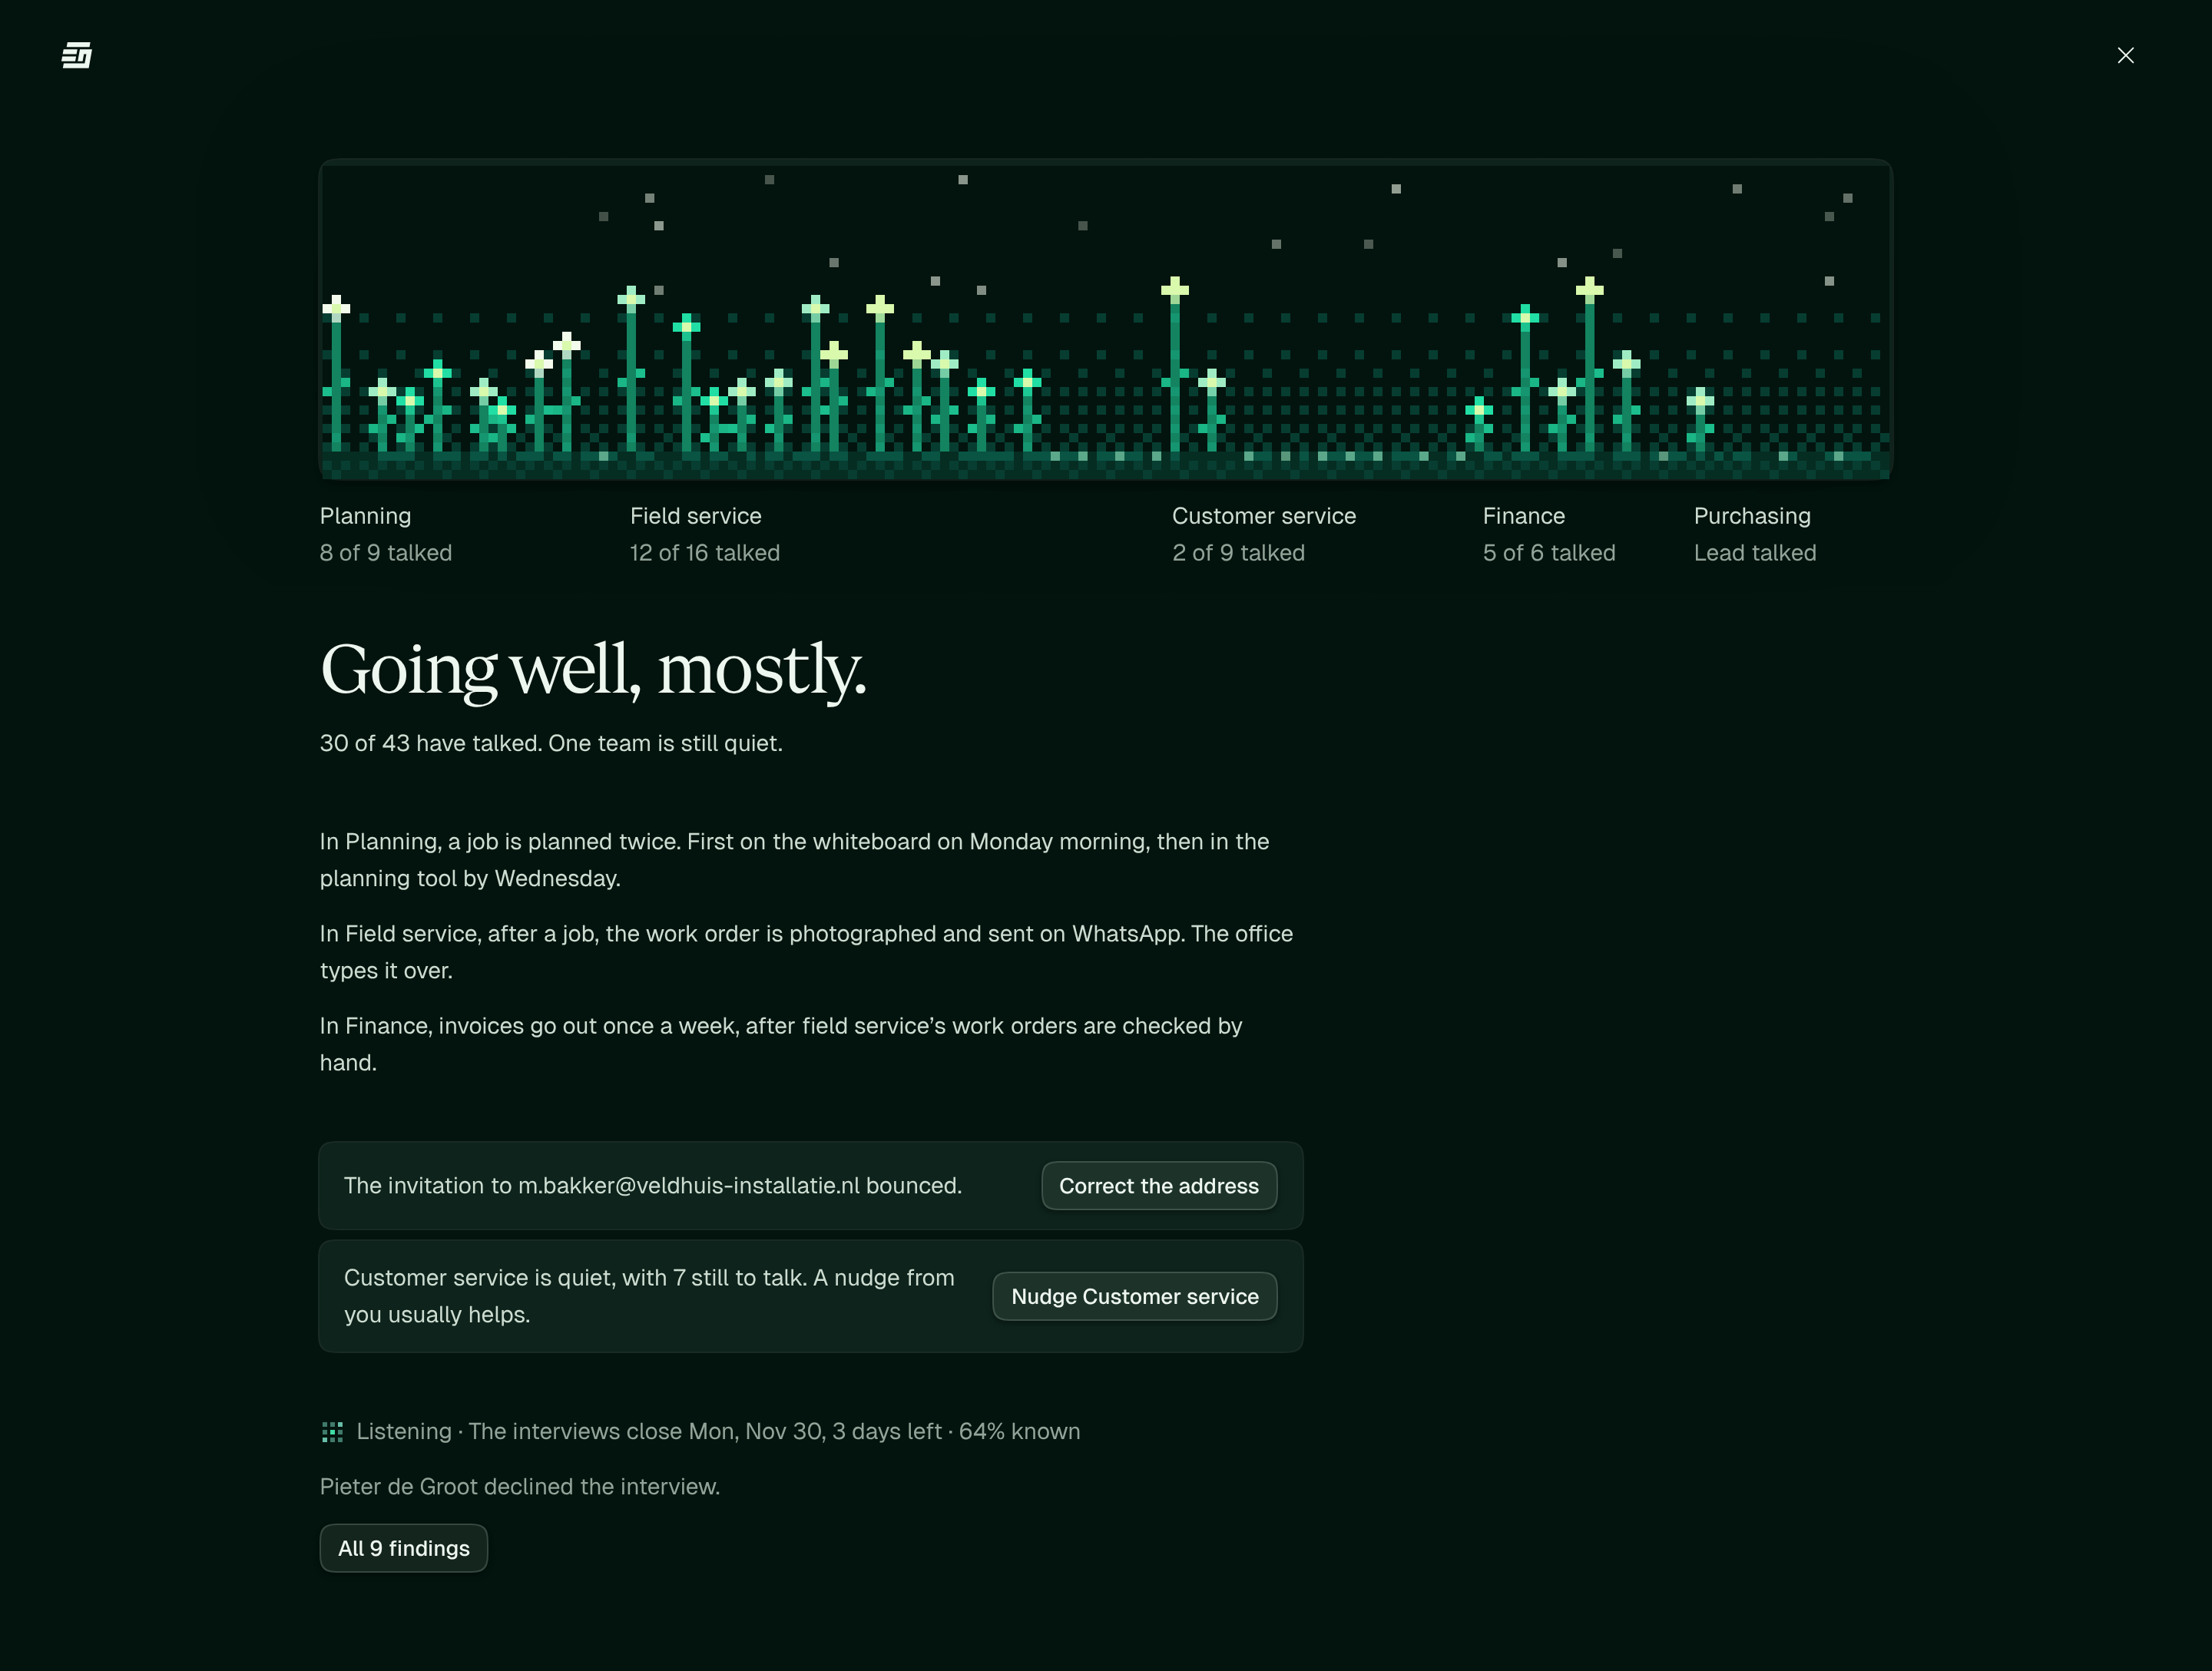 Planning
8 of 9 talked
Field service
12 of 16 talked
Customer service
2 of 9 talked
Finance
5 of 6 talked
Purchasing
Lead talked
Going well, mostly.
30 of 43 have talked. One team is still quiet.
In Planning, a job is planned twice. First on the whiteboard on Monday morning, then in the
planning tool by Wednesday.
In Field service, after a job, the work order is photographed and sent on WhatsApp. The office
types it over.
In Finance, invoices go out once a week, after field service’s work orders are checked by
hand.
The invitation to m.bakker@veldhuis-installatie.nl bounced.
Correct the address
Customer service is quiet, with 7 still to talk. A nudge from
you usually helps.
Nudge Customer service
Listening · The interviews close Mon, Nov 30, 3 days left · 64% known
Pieter de Groot declined the interview.
All 9 findings